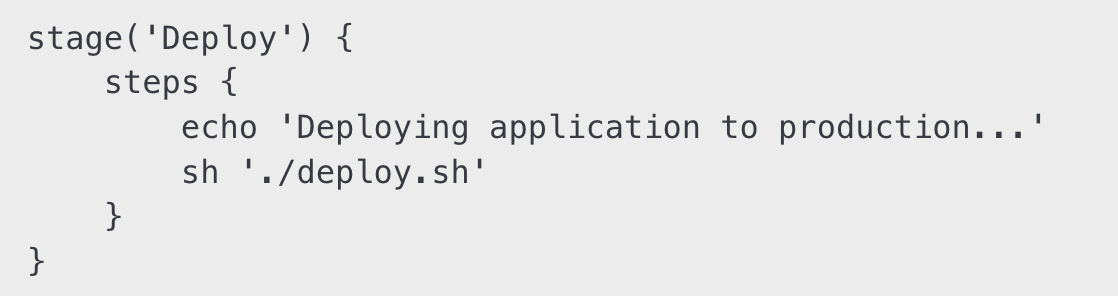 stage('Deploy') {
    steps {
        echo 'Deploying application to production...'
        sh './deploy.sh'
    }
}